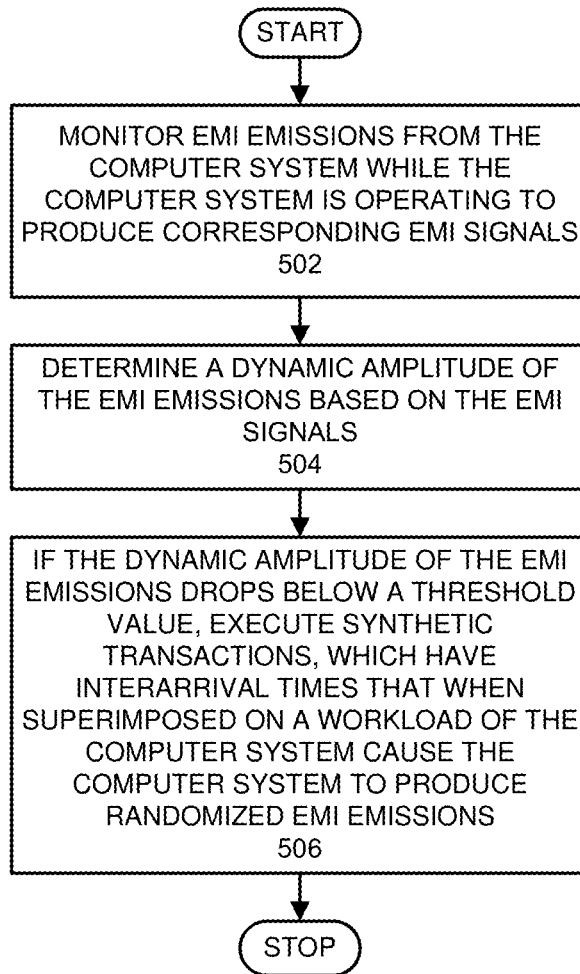 START
MONITOR EMI EMISSIONS FROM THE
COMPUTER SYSTEM WHILE THE
COMPUTER SYSTEM IS OPERATING TO
PRODUCE CORRESPONDING EMI SIGNALS
502
DETERMINE A DYNAMIC AMPLITUDE OF
THE EMI EMISSIONS BASED ON THE EMI
SIGNALS
504
IF THE DYNAMIC AMPLITUDE OF THE EMI
EMISSIONS DROPS BELOW A THRESHOLD
VALUE, EXECUTE SYNTHETIC
TRANSACTIONS, WHICH HAVE
INTERARRIVAL TIMES THAT WHEN
SUPERIMPOSED ON A WORKLOAD OF THE
COMPUTER SYSTEM CAUSE THE
COMPUTER SYSTEM TO PRODUCE
RANDOMIZED EMI EMISSIONS
506
STOP